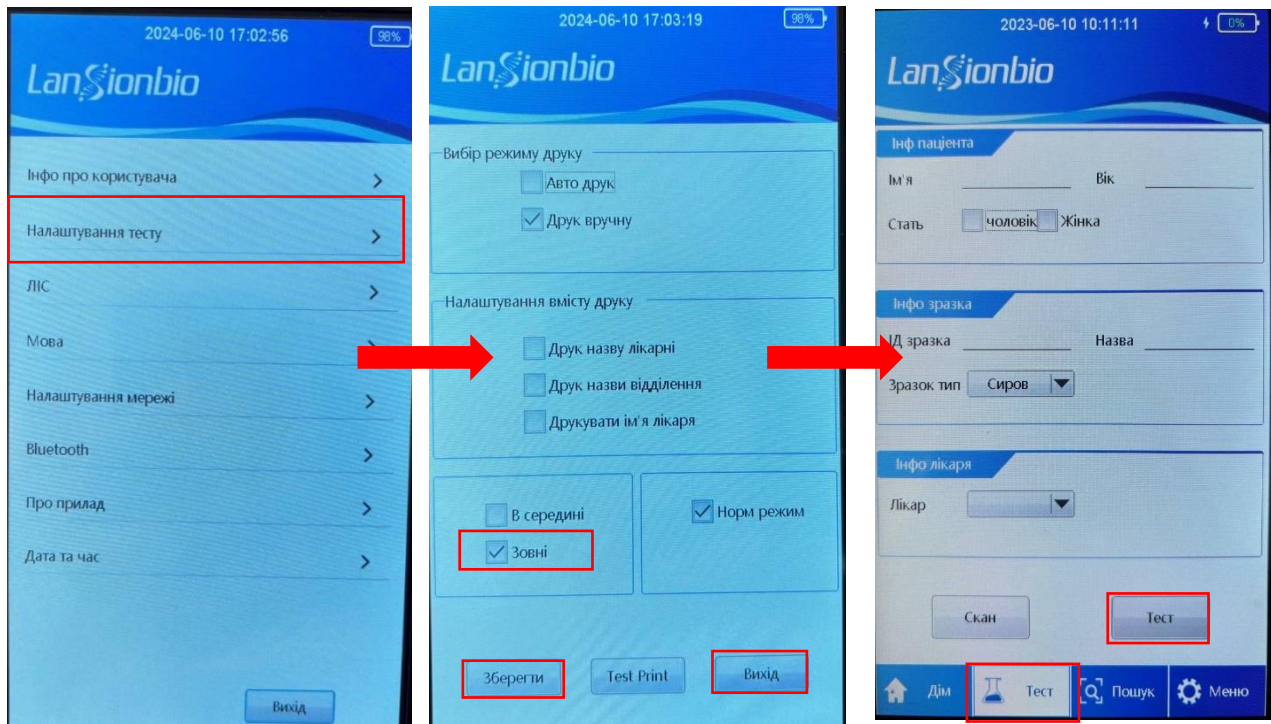 2024-06-10 17:02:56
98%
Lansionbio
Інфо про користувача
Налаштування тесту
ЛІС
Мова
Налаштування мережі
Bluetooth
Про прилад
Дата та час
Вихід
2024-06-10 17:03:19
98%
Lansionbio
Вибір режиму друку
Авто друк
Друк вручну
Налаштування вмісту друку
Друк назву лікарні
Друк назви відділення
Друкувати ім'я лікаря
В середині
Норм режим
Зовні
Зберегти Test Print Вихід
2023-06-10 10:11:11
0%
Lansionbio
Інф паціента
Ім'я Вік
Стать чоловік Жінка
Інфо зразка
ІД зразка Назва
Зразок тип Сиров
Інфо лікаря
Лікар
Скан Тест
Дім Тест Пошук Меню